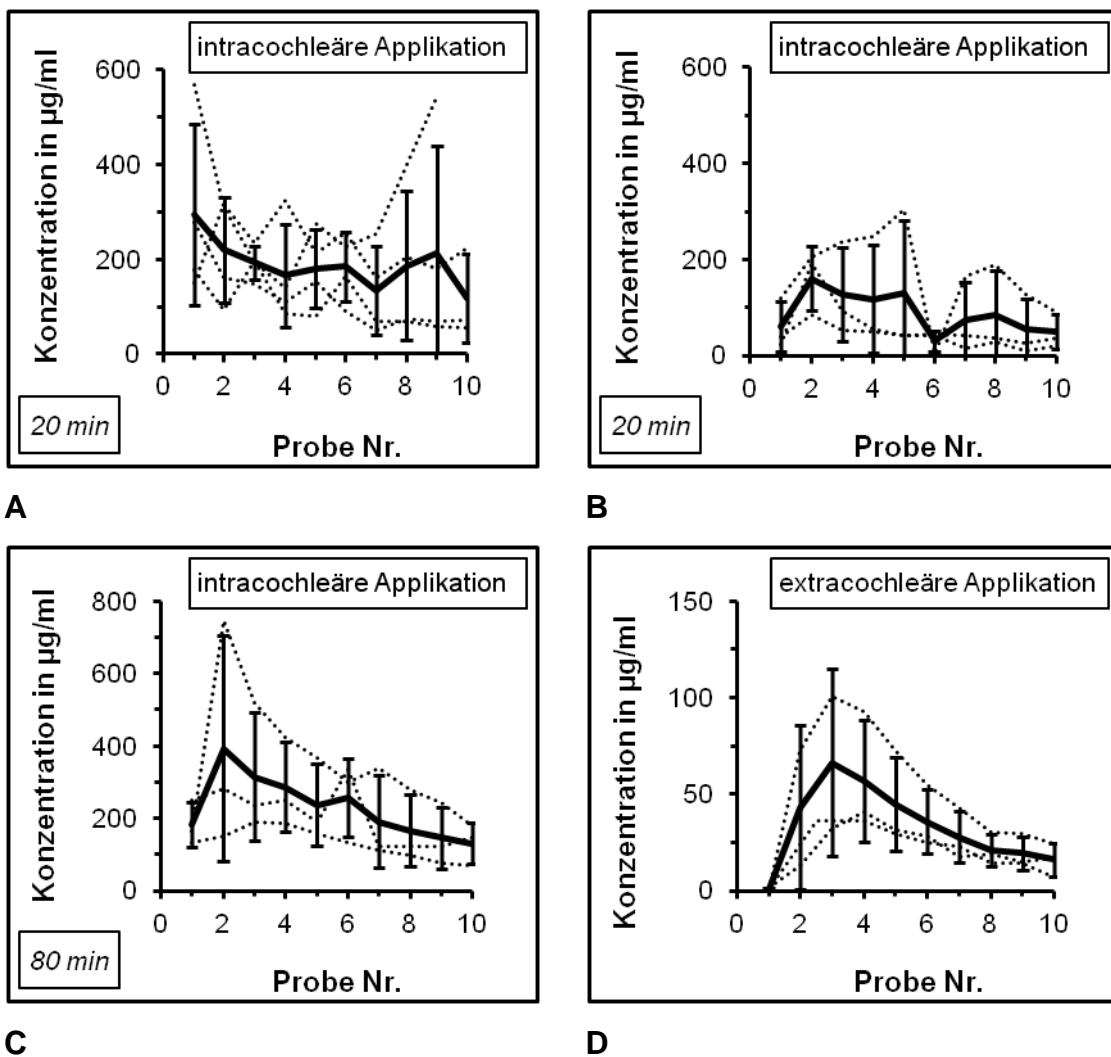 intracochleäre Applikation
Konzentration in µg/ml
600
400
200
0
0 2 4 6 8 10
20 min
Probe Nr.
A
intracochleäre Applikation
Konzentration in µg/ml
600
400
200
0
0 2 4 6 8 10
20 min
Probe Nr.
B
intracochleäre Applikation
Konzentration in µg/ml
800
600
400
200
0
0 2 4 6 8 10
80 min
Probe Nr.
C
extracochleäre Applikation
Konzentration in µg/ml
150
100
50
0
0 2 4 6 8 10
Probe Nr.
D